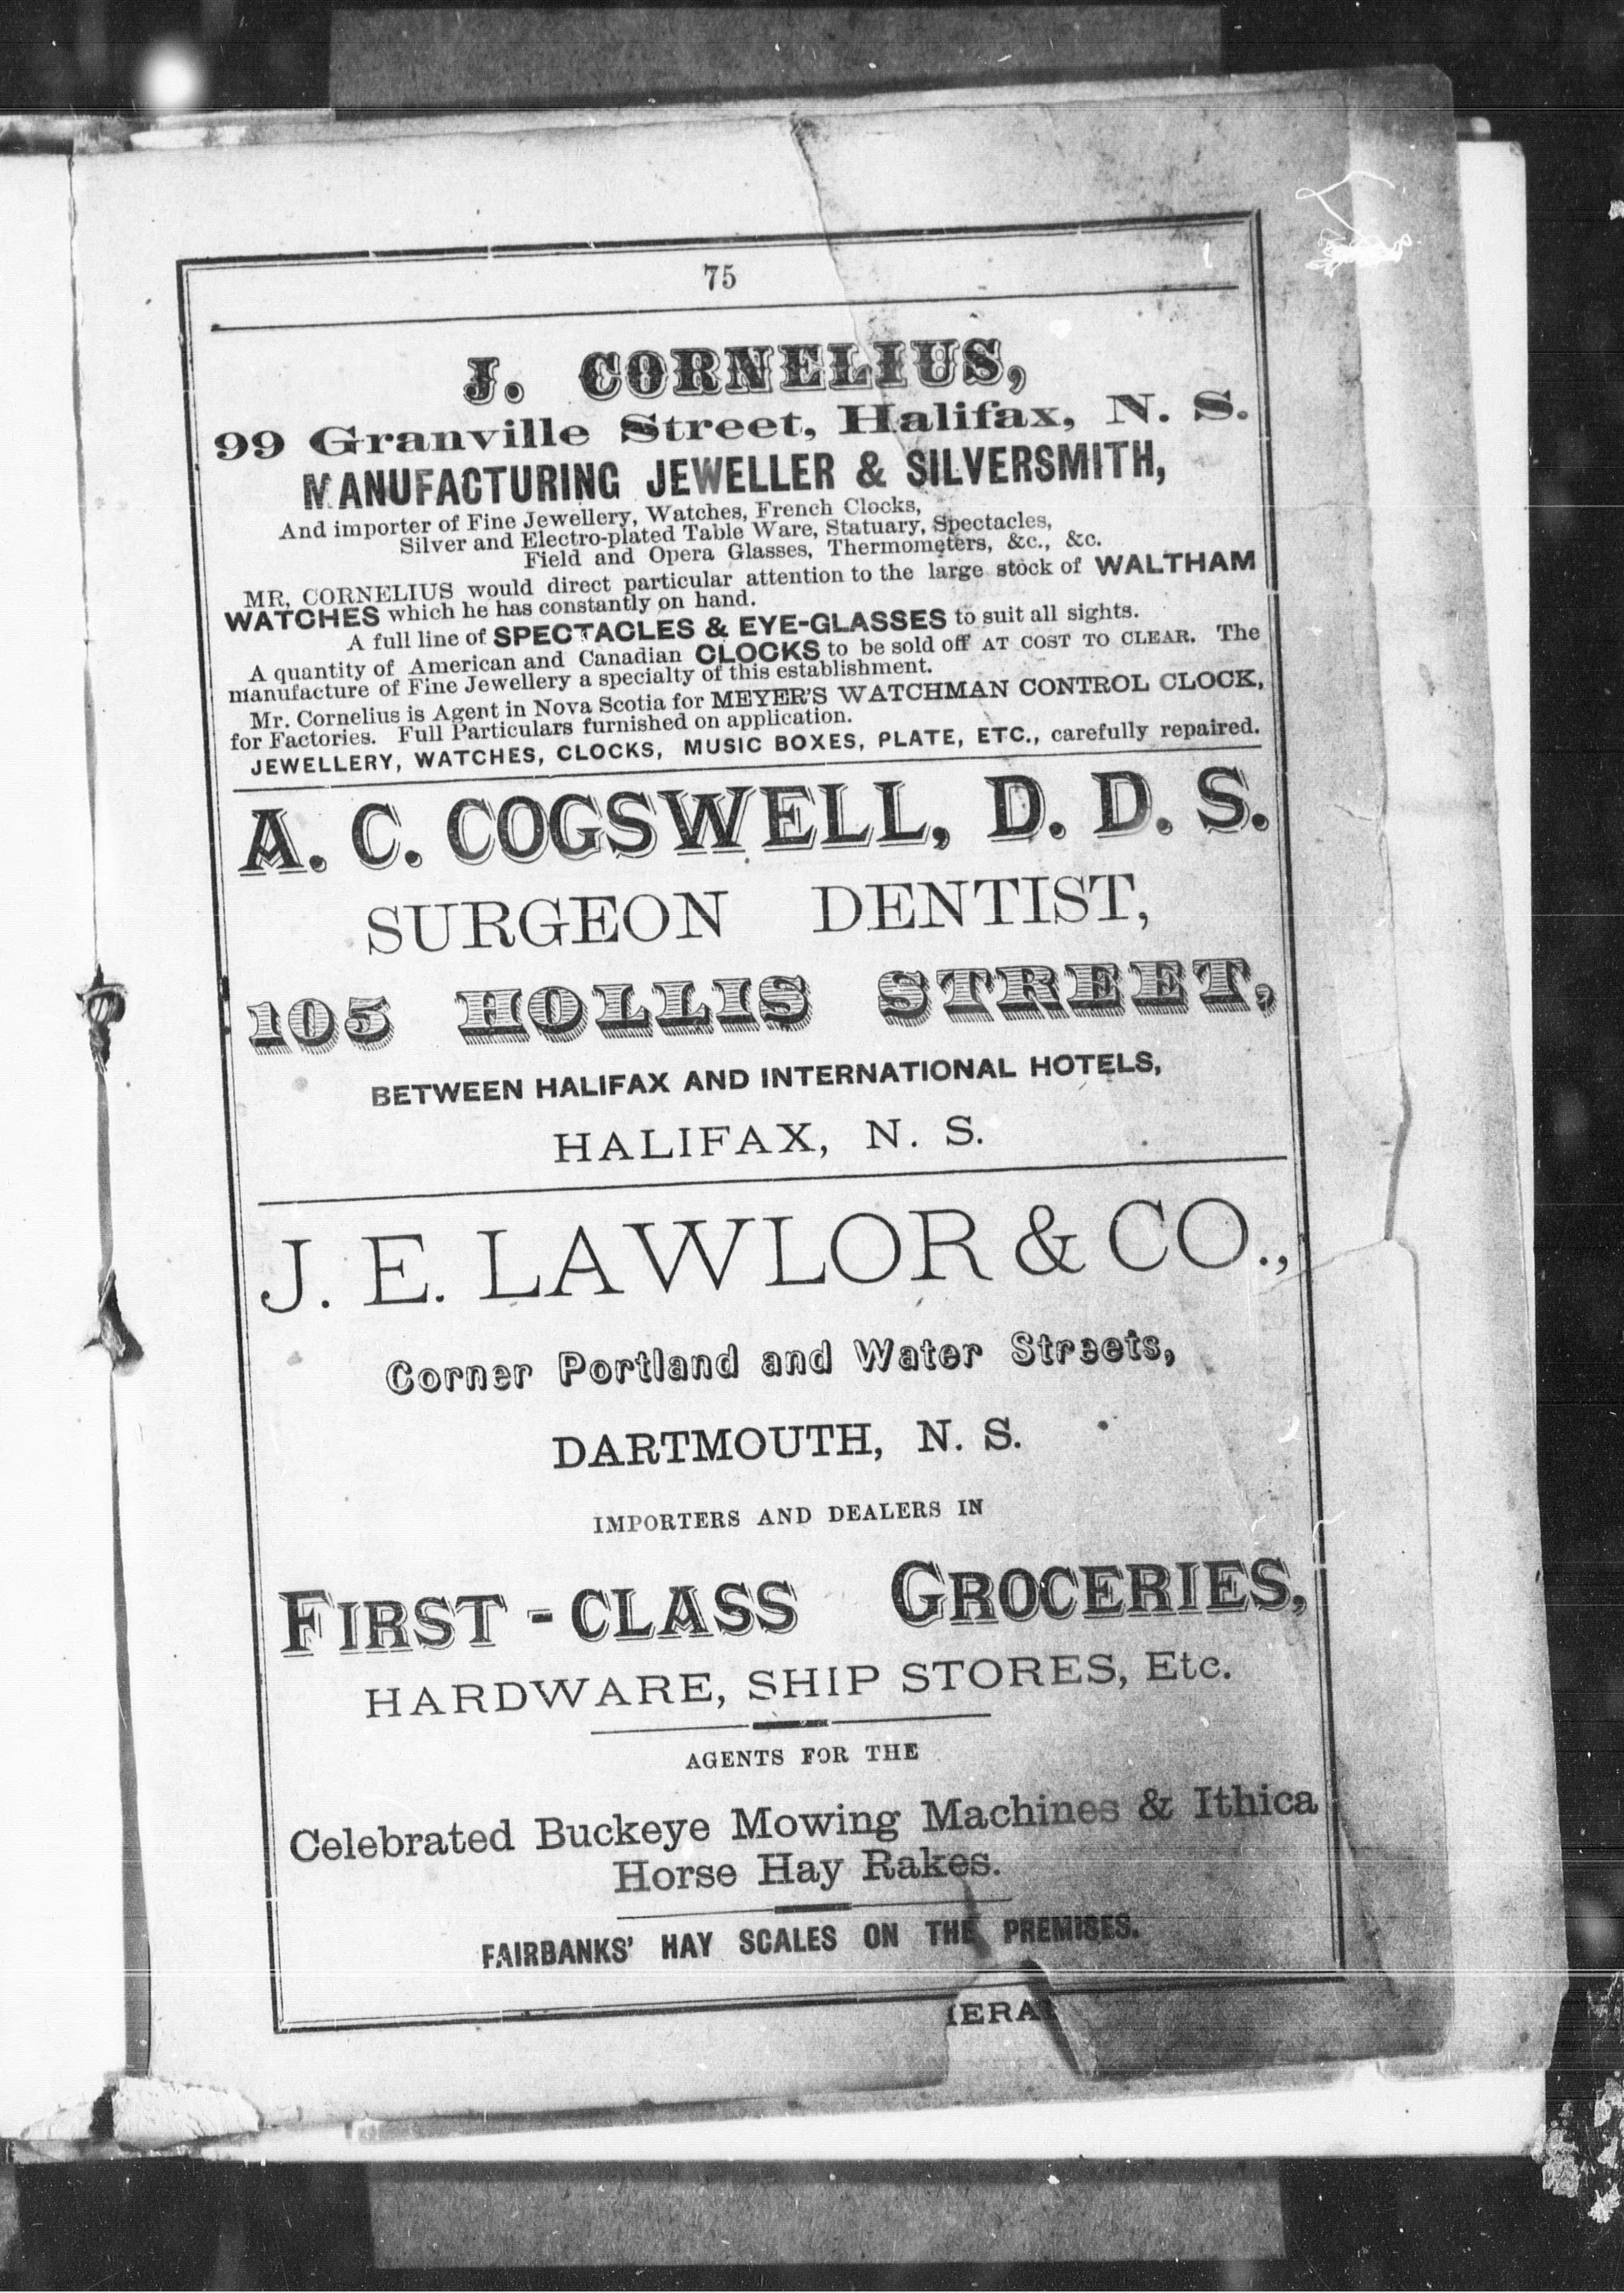 75
J. CORNELIUS,
99 Granville Street, Halifax, N. S.
MANUFACTURING JEWELLER & SILVERSMITH,
And importer of Fine Jewellery, Watches, French Clocks,
Silver and Electro-plated Table Ware, Statuary, Spectacles,
Field and Opera Glasses, Thermometers, &c., &c.
MR. CORNELIUS would direct particular attention to the large stock of WALTHAM
WATCHES which he has constantly on hand.
A full line of SPECTACLES & EYE-GLASSES to suit all sights.
A quantity of American and Canadian CLOCKS to be sold off AT COST TO CLEAR. The
manufacture of Fine Jewellery a specialty of this establishment.
Mr. Cornelius is Agent in Nova Scotia for MEYER'S WATCHMAN CONTROL CLOCK,
for Factories. Full Particulars furnished on application.
JEWELLERY, WATCHES, CLOCKS, MUSIC BOXES, PLATE, ETC., carefully repaired.
A. C. COGSWELL, D. D. S.
SURGEON DENTIST,
105 HOLLIS STREET,
BETWEEN HALIFAX AND INTERNATIONAL HOTELS,
HALIFAX, N. S.
J. E. LAWLOR & CO.,
Corner Portland and Water Streets,
DARTMOUTH, N. S.
IMPORTERS AND DEALERS IN
FIRST-CLASS GROCERIES,
HARDWARE, SHIP STORES, Etc.
AGENTS FOR THE
Celebrated Buckeye Mowing Machines & Ithica
Horse Hay Rakes.
FAIRBANKS' HAY SCALES ON THE PREMISES.